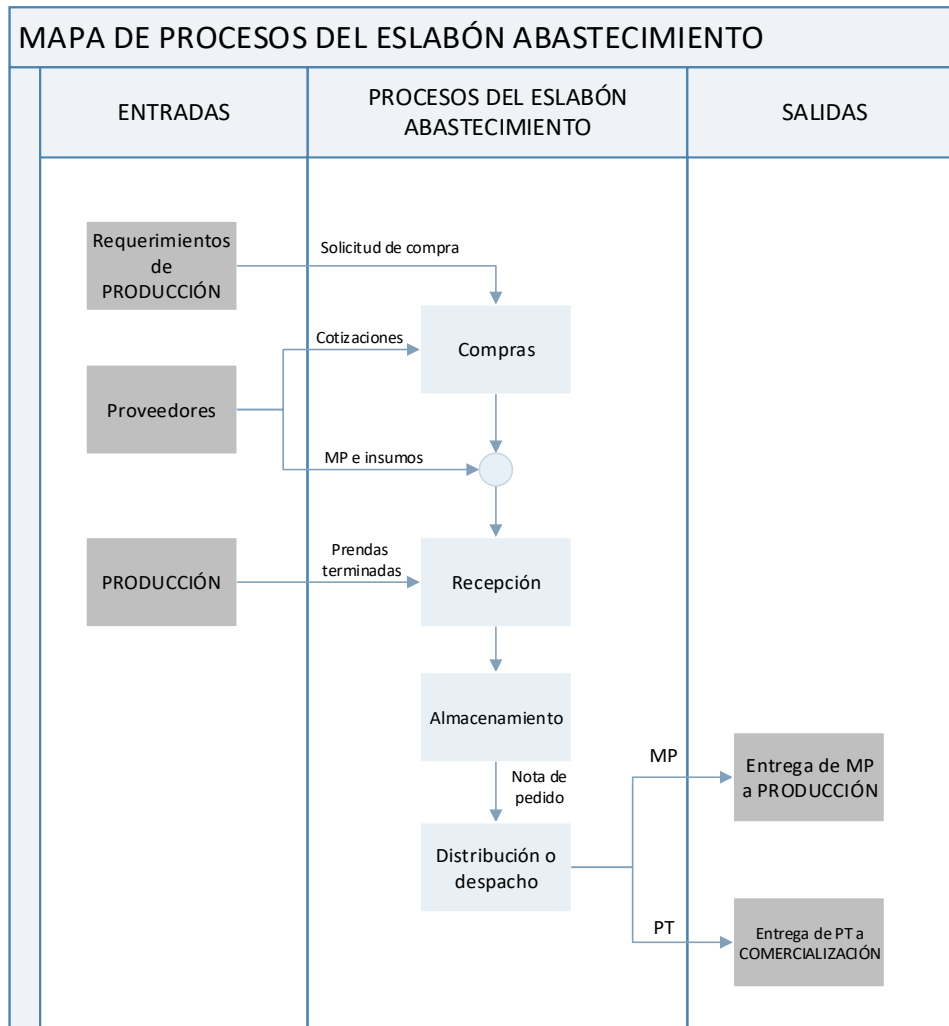 MAPA DE PROCESOS DEL ESLABÓN ABASTECIMIENTO
ENTRADAS
PROCESOS DEL ESLABÓN
ABASTECIMIENTO
SALIDAS
Requerimientos
de
PRODUCCIÓN
Solicitud de compra
Cotizaciones
Compras
Proveedores
MP e insumos
PRODUCCIÓN
Prendas
terminadas
Recepción
Almacenamiento
Nota de
pedido
MP
Entrega de MP
a PRODUCCIÓN
Distribución o
despacho
PT
Entrega de PT a
COMERCIALIZACIÓN